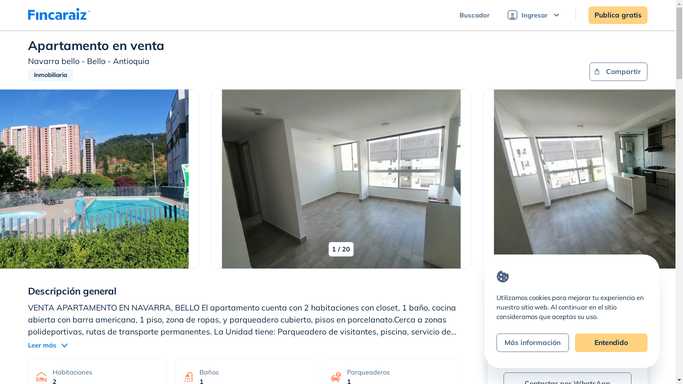 Fincaraiz
Buscador
Ingresar
Publica gratis
Apartamento en venta
Navarra bello - Bello - Antioquia
Inmobiliaria
Compartir
1 / 20
Descripción general
VENTA APARTAMENTO EN NAVARRA, BELLO El apartamento cuenta con 2 habitaciones con closet, 1 baño, cocina
abierta con barra americana, 1 piso, zona de ropas, y parqueadero cubierto, pisos en porcelanato.Cerca a zonas
polideportivas, rutas de transporte permanentes. La Unidad tiene: Parqueadero de visitantes, piscina, servicio de...
Leer más
Habitaciones
2
Baños
1
Parqueaderos
1
Utilizamos cookies para mejorar tu experiencia en
nuestro sitio web. Al continuar en el sitio
consideramos que aceptas su uso.
Más información
Entendido
Contactar por WhatsApp